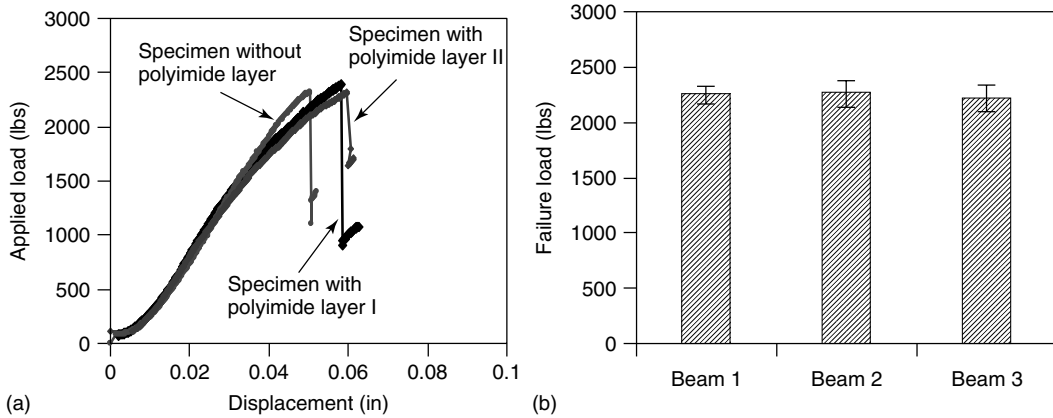 3000
2500
2000
1500
1000
500
0
Applied load (lbs)
Specimen without
polyimide layer
Specimen with
polyimide layer II
Specimen with
polyimide layer I
0
0.02
0.04
0.06
0.08
0.1
Displacement (in)
(a)
3000
2500
2000
1500
1000
500
0
Failure load (lbs)
Beam 1
Beam 2
Beam 3
(b)